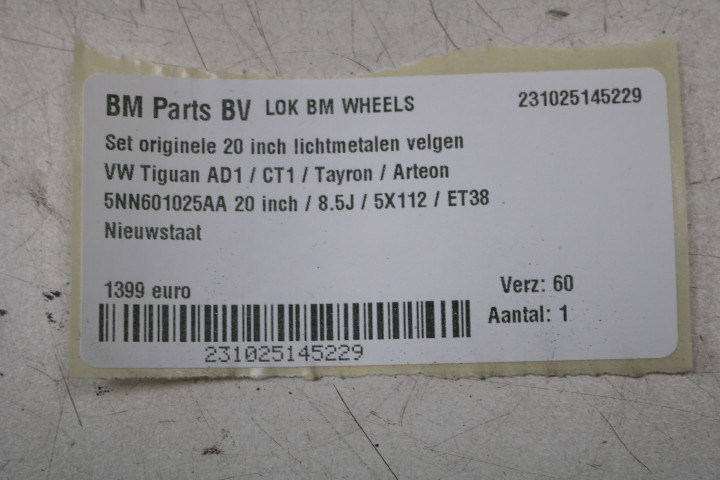 BM Parts BV LOK BM WHEELS 231025145229
Set originele 20 inch lichtmetalen velgen
VW Tiguan AD1 / CT1 / Tayron / Arteon
5NN601025AA 20 inch / 8.5J / 5X112 / ET38
Nieuwstaat
1399 euro Verz: 60
Aantal: 1
231025145229